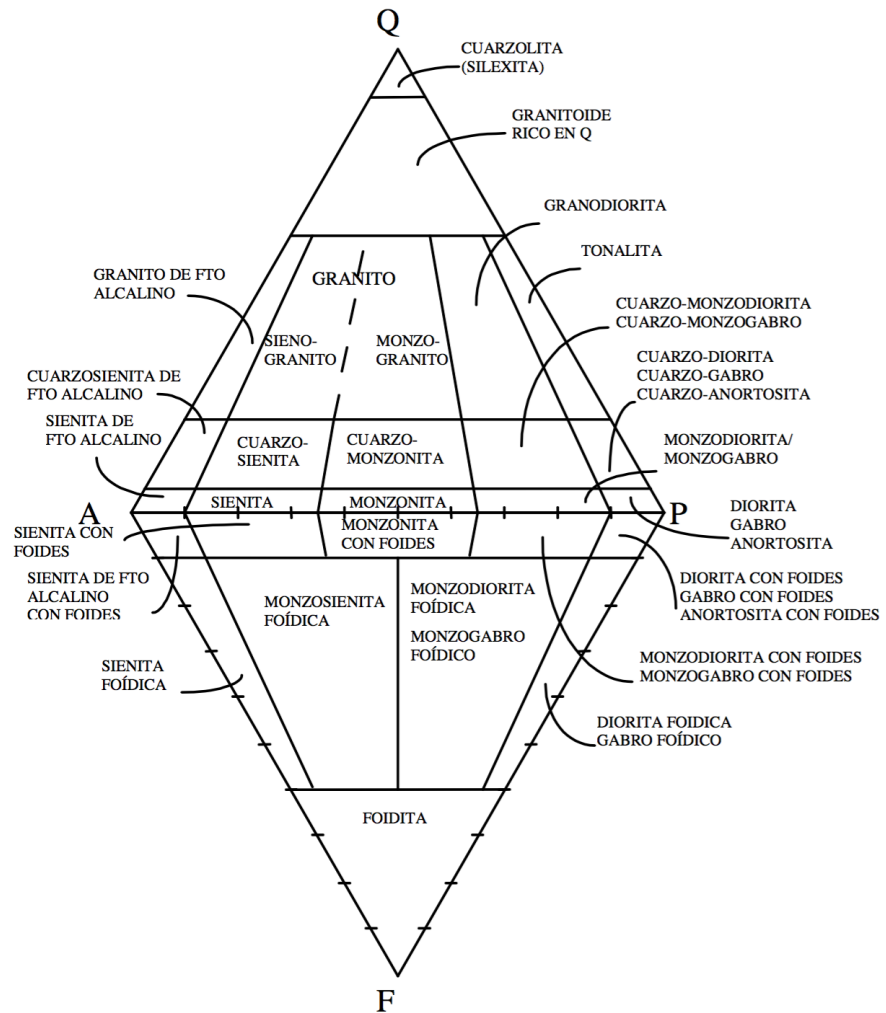 Q
CUARZOLITA
(SILEXITA)
GRANITOIDE
RICO EN Q
GRANODIORITA
TONALITA
GRANITO DE FTO
ALCALINO
GRANITO
CUARZO-MONZODIORITA
CUARZO-MONZOGABRO
SIENO-
GRANITO
MONZO-
GRANITO
CUARZO-DIORITA
CUARZO-GABRO
CUARZO-ANORTOSITA
CUARZOSIENITA DE
FTO ALCALINO
SIENITA DE
FTO ALCALINO
CUARZO-
SIENITA
CUARZO-
MONZONITA
MONZODIORITA/
MONZOGABRO
A
SIENITA
MONZONITA
P
DIORITA
GABRO
ANORTOSITA
SIENITA CON
FOIDES
MONZONITA
CON FOIDES
SIENITA DE FTO
ALCALINO
CON FOIDES
DIORITA CON FOIDES
GABRO CON FOIDES
ANORTOSITA CON FOIDES
MONZOSIENITA
FOÍDICA
MONZODIORITA
FOÍDICA
MONZOGABRO
FOÍDICO
SIENITA
FOÍDICA
MONZODIORITA CON FOIDES
MONZOGABRO CON FOIDES
DIORITA FOIDICA
GABRO FOÍDICO
FOIDITA
F